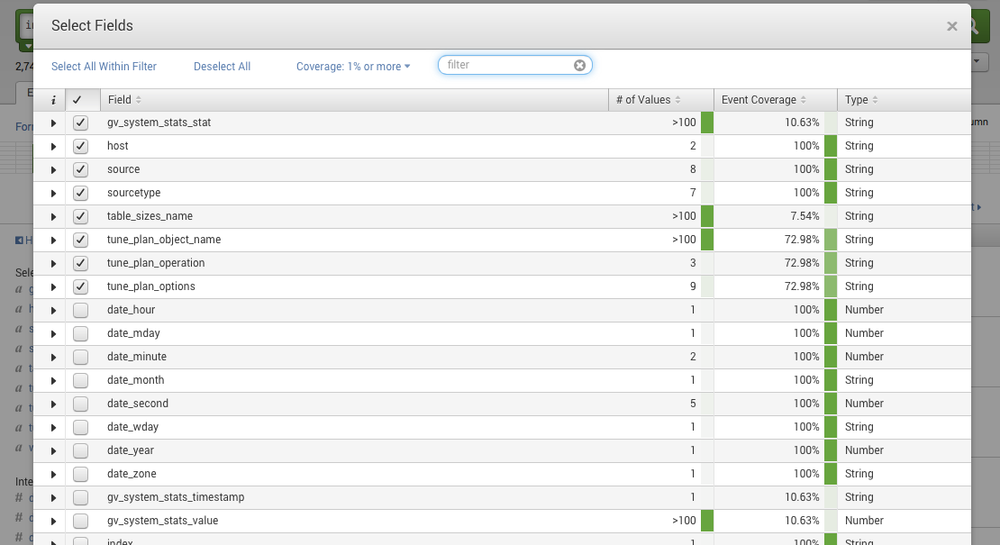 Select Fields
Select All Within Filter Deselect All Coverage: 1% or more filter
i Field # of Values Event Coverage Type
gv_system_stats_stat >100 10.63% String
host 2 100% String
source 8 100% String
sourcetype 7 100% String
table_sizes_name >100 7.54% String
tune_plan_object_name >100 72.98% String
tune_plan_operation 3 72.98% String
tune_plan_options 9 72.98% String
date_hour 1 100% Number
date_mday 1 100% Number
date_minute 2 100% Number
date_month 1 100% String
date_second 5 100% Number
date_wday 1 100% String
date_year 1 100% Number
date_zone 1 100% String
gv_system_stats_timestamp 1 10.63% String
gv_system_stats_value >100 10.63% Number
index 1 100% String